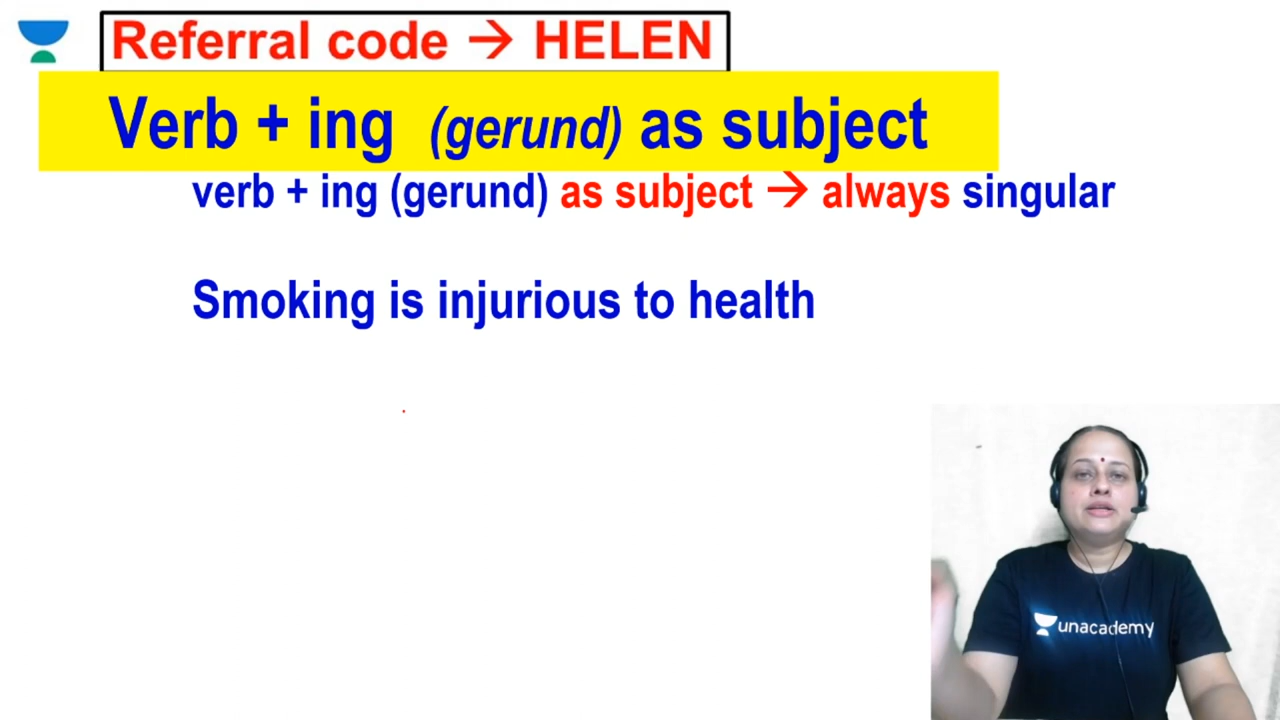 Referral code → HELEN
Verb + ing (gerund) as subject
verb + ing (gerund) as subject → always singular
Smoking is injurious to health
unacademy